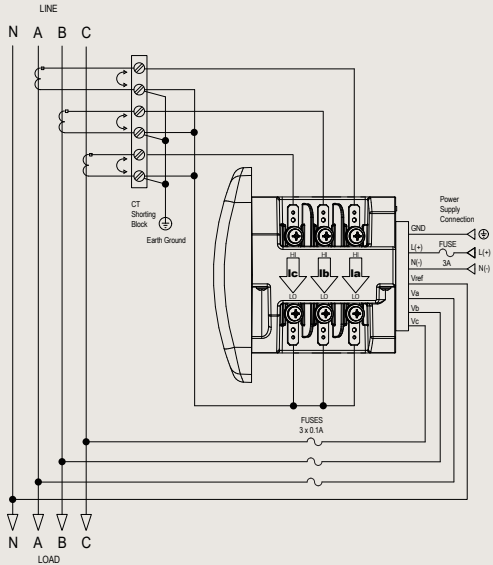 LINE
N A B C
CT
Shorting
Block
Earth Ground
Power
Supply
Connection
GND
L(+)
FUSE
L(+)
N(-)
3A
N(-)
Vref
Va
Vb
Vc
HI HI HI
Ic Ib Ia
LO LO LO
FUSES
3 x 0.1A
N A B C
LOAD